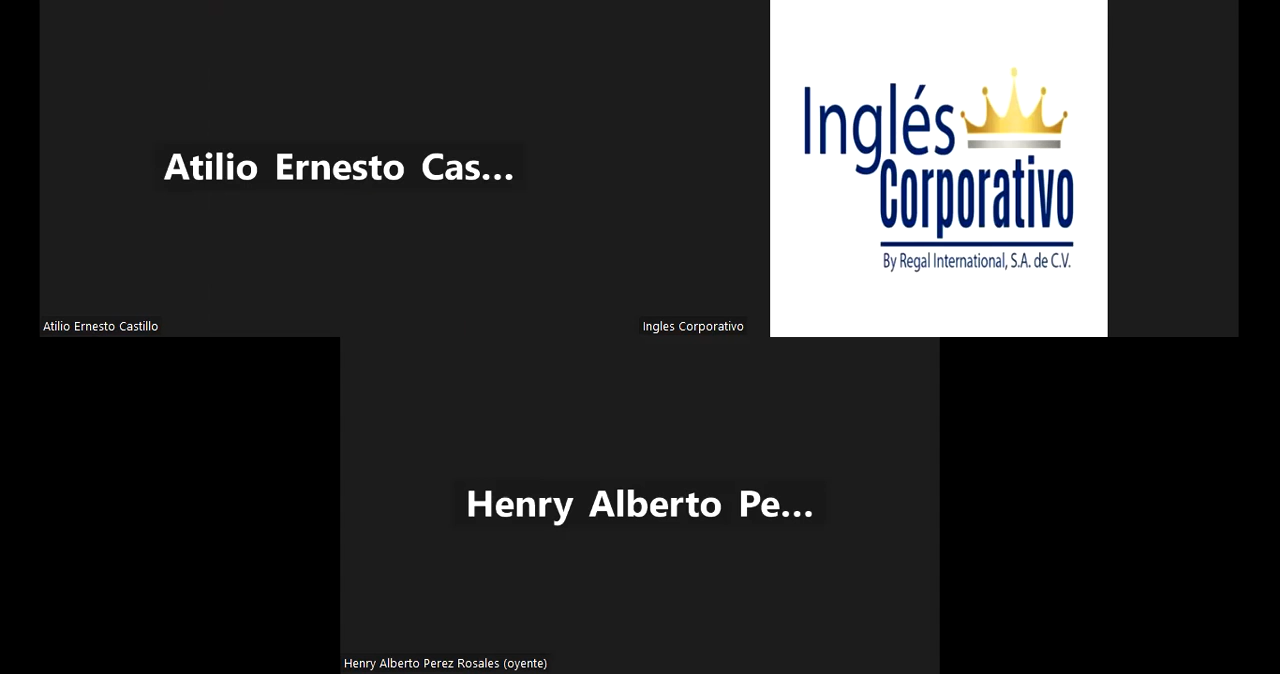 Atilio Ernesto Cas...
Atilio Ernesto Castillo
Inglés
Corporativo
By Regal International, S.A. de C.V.
Ingles Corporativo
Henry Alberto Pe...
Henry Alberto Perez Rosales (oyente)